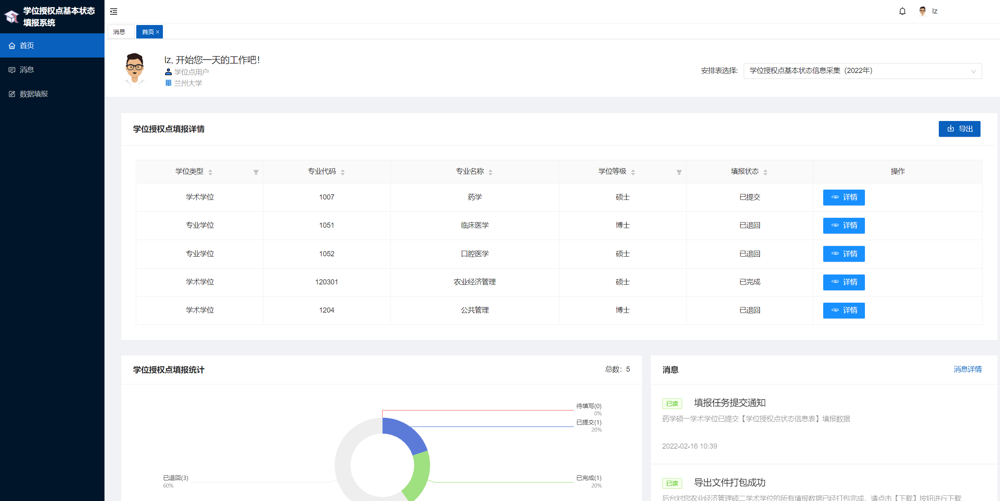 学位授权点基本状态
填报系统
首页
消息
数据填报
lz
消息
首页 ×
lz, 开始您一天的工作吧！
学位点用户
兰州大学
安排表选择:
学位授权点基本状态信息采集（2022年）
学位授权点填报详情
导出
学位类型 专业代码 专业名称 学位等级 填报状态 操作
学术学位 1007 药学 硕士 已提交 详情
专业学位 1051 临床医学 博士 已退回 详情
专业学位 1052 口腔医学 硕士 已退回 详情
学术学位 120301 农业经济管理 硕士 已完成 详情
学术学位 1204 公共管理 博士 已退回 详情
学位授权点填报统计
总数：5
待填写(0)
0%
已提交(1)
20%
已完成(1)
20%
已退回(3)
60%
消息
消息详情
已读 填报任务提交通知
药学硕一学术学位已提交【学位授权点状态信息表】填报数据
2022-02-16 10:39
已读 导出文件打包成功
后台对您农业经济管理硕二学术学位的所有填报数据已经打包完成，请点击【下载】按钮进行下载